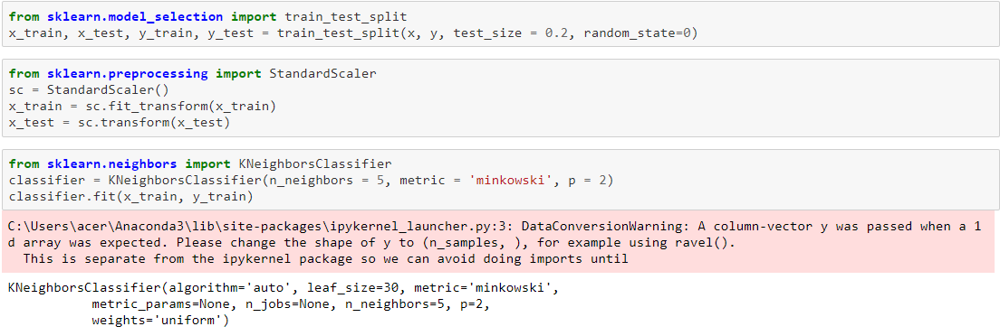 from sklearn.model_selection import train_test_split
x_train, x_test, y_train, y_test = train_test_split(x, y, test_size = 0.2, random_state=0)
from sklearn.preprocessing import StandardScaler
sc = StandardScaler()
x_train = sc.fit_transform(x_train)
x_test = sc.transform(x_test)
from sklearn.neighbors import KNeighborsClassifier
classifier = KNeighborsClassifier(n_neighbors = 5, metric = 'minkowski', p = 2)
classifier.fit(x_train, y_train)
C:\Users\acer\Anaconda3\lib\site-packages\ipykernel_launcher.py:3: DataConversionWarning: A column-vector y was passed when a 1
d array was expected. Please change the shape of y to (n_samples, ), for example using ravel().
  This is separate from the ipykernel package so we can avoid doing imports until
KNeighborsClassifier(algorithm='auto', leaf_size=30, metric='minkowski',
           metric_params=None, n_jobs=None, n_neighbors=5, p=2,
           weights='uniform')